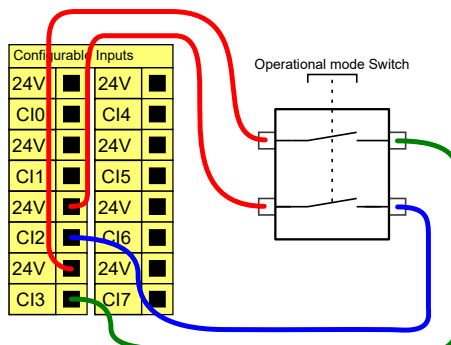 Configurable Inputs
Operational mode Switch
24V 24V
CI0 CI4
24V 24V
CI1 CI5
24V 24V
CI2 CI6
24V 24V
CI3 CI7